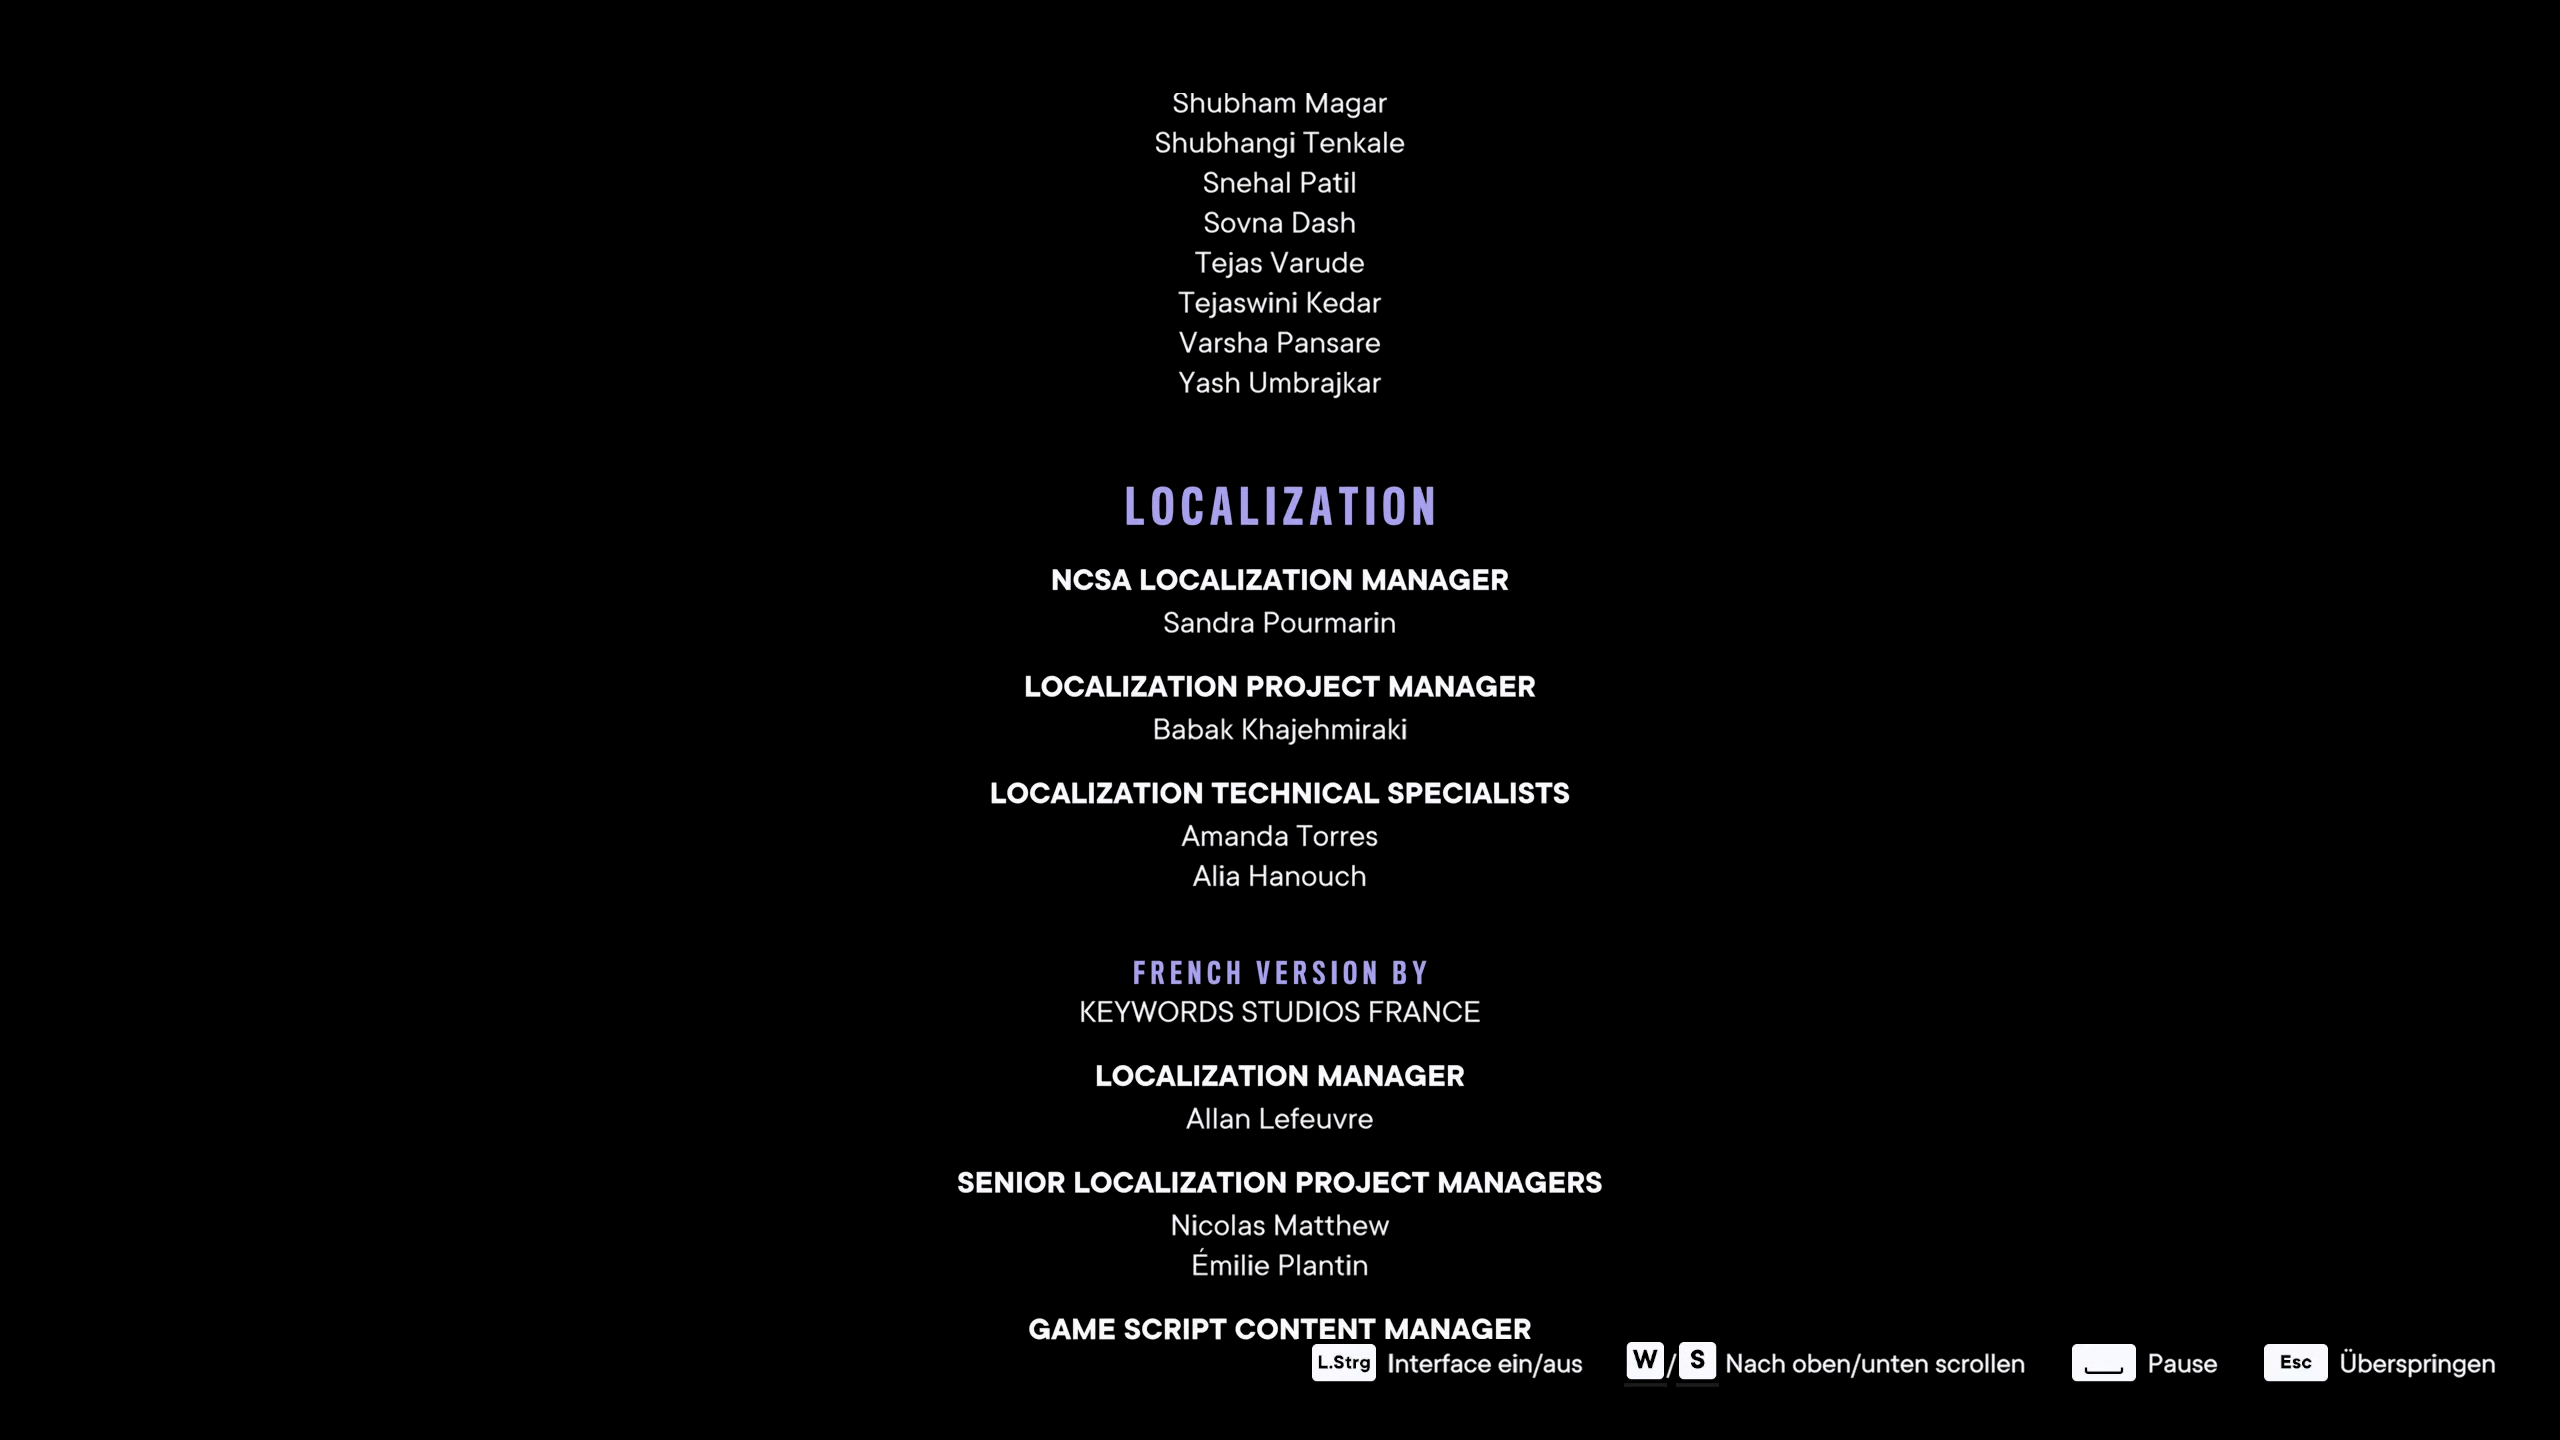 Shubham Magar
Shubhangi Tenkale
Snehal Patil
Sovna Dash
Tejas Varude
Tejaswini Kedar
Varsha Pansare
Yash Umbrajkar
LOCALIZATION
NCSA LOCALIZATION MANAGER
Sandra Pourmarin
LOCALIZATION PROJECT MANAGER
Babak Khajehmiraki
LOCALIZATION TECHNICAL SPECIALISTS
Amanda Torres
Alia Hanouch
FRENCH VERSION BY
KEYWORDS STUDIOS FRANCE
LOCALIZATION MANAGER
Allan Lefeuvre
SENIOR LOCALIZATION PROJECT MANAGERS
Nicolas Matthew
Émilie Plantin
GAME SCRIPT CONTENT MANAGER
L.Strg Interface ein/aus W/S Nach oben/unten scrollen Pause Esc Überspringen